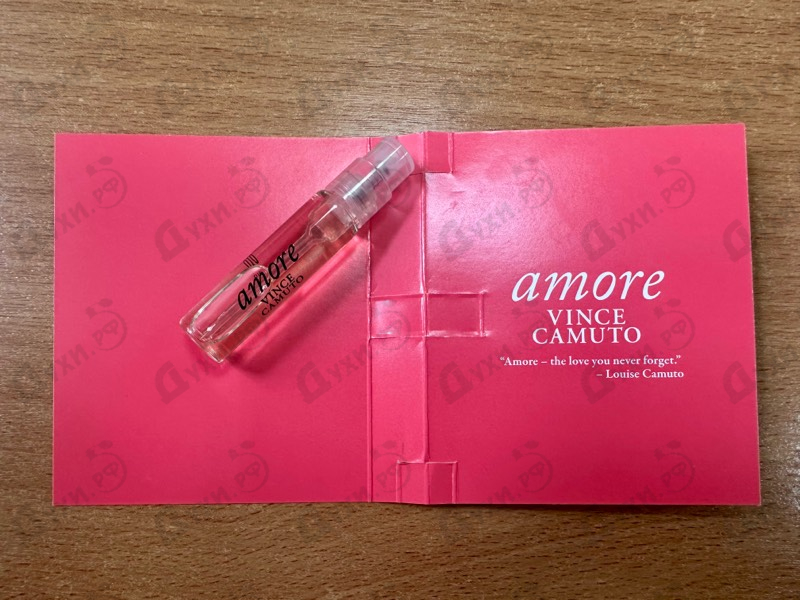 amore
VINCE
CAMUTO
amore
VINCE
CAMUTO
“Amore – the love you never forget.”
– Louise Camuto
Духи.РФ